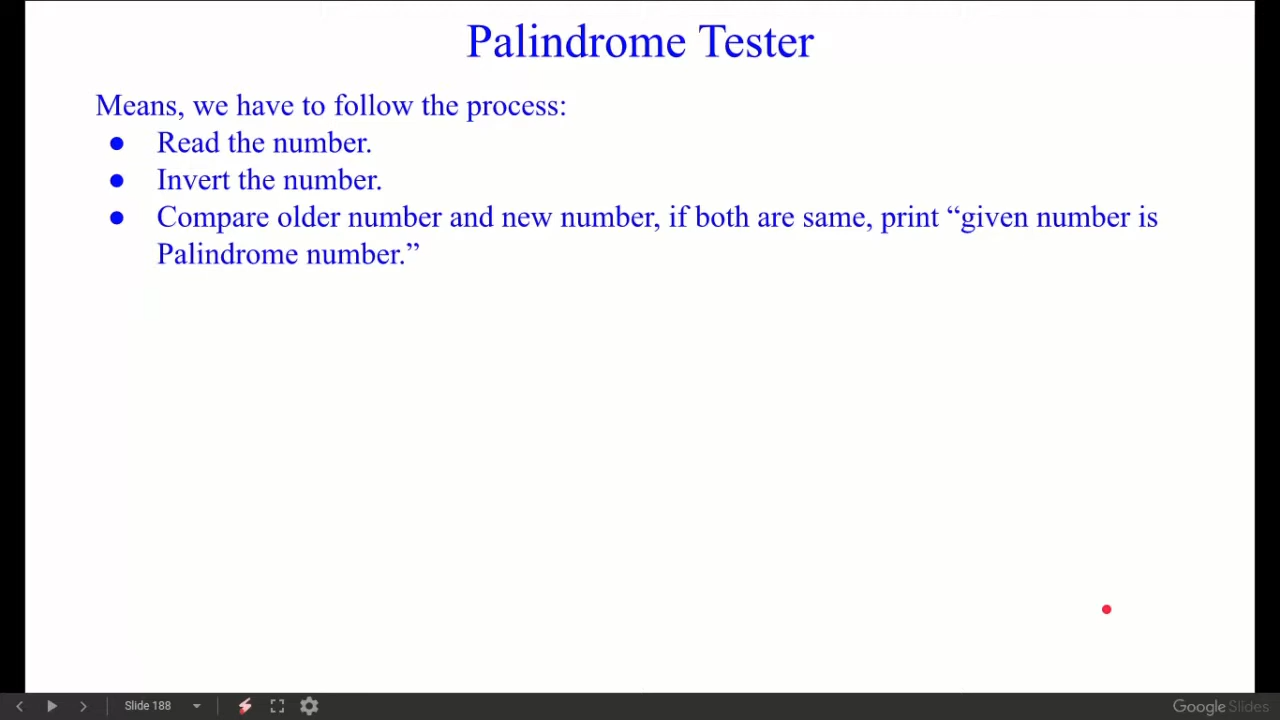 Palindrome Tester
Means, we have to follow the process:
● Read the number.
● Invert the number.
● Compare older number and new number, if both are same, print “given number is
Palindrome number.”
Slide 188
Google Slides